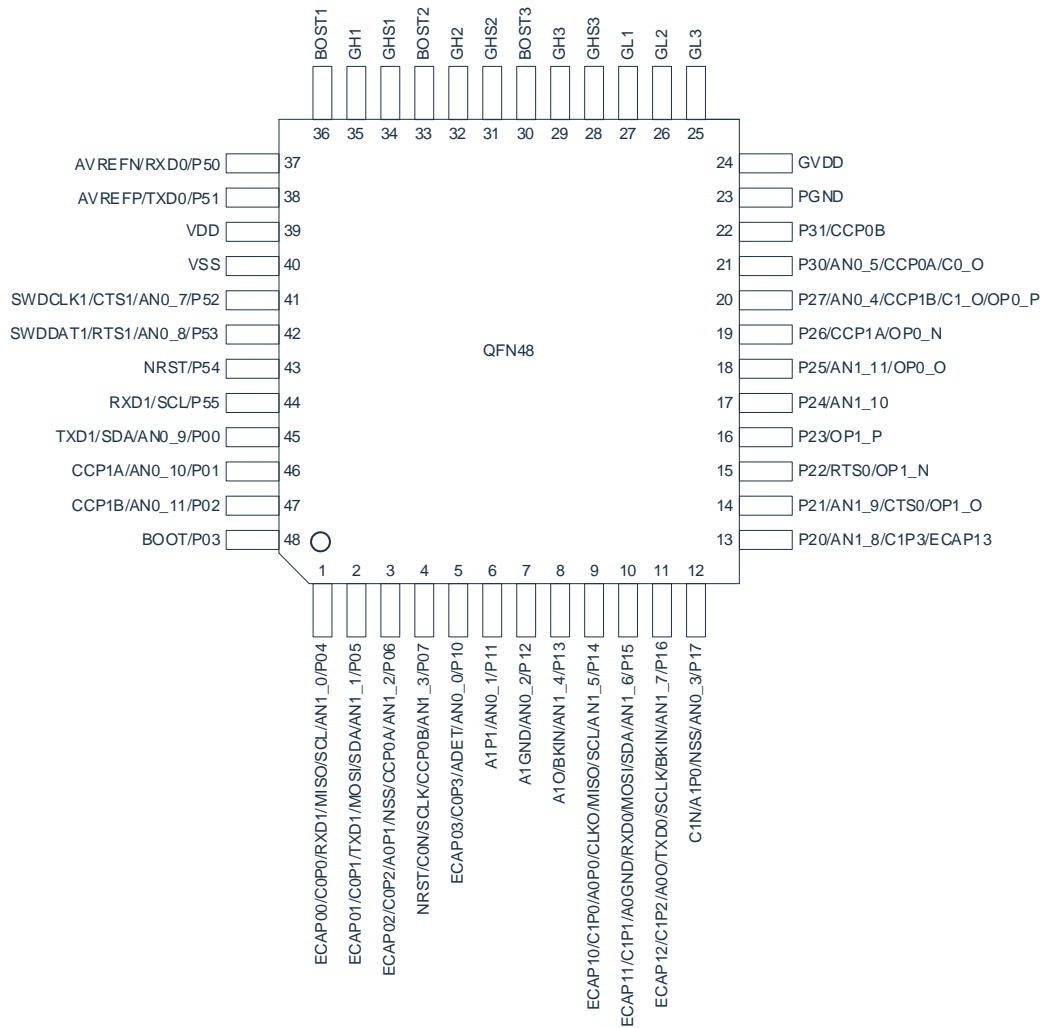 BOST1
GH1
GHS1
BOST2
GH2
GHS2
BOST3
GH3
GHS3
GL1
GL2
GL3
36 35 34 33 32 31 30 29 28 27 26 25
AVREFN/RXD0/P50 37
AVREFP/TXD0/P51 38
VDD 39
VSS 40
SWDCLK1/CTS1/AN0_7/P52 41
SWDDAT1/RTS1/AN0_8/P53 42
NRST/P54 43
RXD1/SCL/P55 44
TXD1/SDA/AN0_9/P00 45
CCP1A/AN0_10/P01 46
CCP1B/AN0_11/P02 47
BOOT/P03 48
QFN48
24 GVDD
23 PGND
22 P31/CCP0B
21 P30/AN0_5/CCP0A/C0_O
20 P27/AN0_4/CCP1B/C1_O/OP0_P
19 P26/CCP1A/OP0_N
18 P25/AN1_11/OP0_O
17 P24/AN1_10
16 P23/OP1_P
15 P22/RTS0/OP1_N
14 P21/AN1_9/CTS0/OP1_O
13 P20/AN1_8/C1P3/ECAP13
1 2 3 4 5 6 7 8 9 10 11 12
ECAP00/C0P0/RXD1/MISO/SCL/AN1_0/P04
ECAP01/C0P1/TXD1/MOSI/SDA/AN1_1/P05
ECAP02/C0P2/A0P1/NSS/CCP0A/AN1_2/P06
NRST/C0N/SCLK/CCP0B/AN1_3/P07
ECAP03/C0P3/ADET/AN0_0/P10
A1P1/AN0_1/P11
A1GND/AN0_2/P12
A1O/BKIN/AN1_4/P13
ECAP10/C1P0/A0P0/CLKO/MISO/SCL/AN1_5/P14
ECAP11/C1P1/A0GND/RXD0/MOSI/SDA/AN1_6/P15
ECAP12/C1P2/A0O/TXD0/SCLK/BKIN/AN1_7/P16
C1N/A1P0/NSS/AN0_3/P17